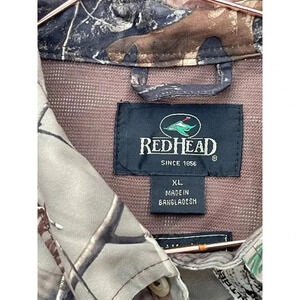 REDHEAD®
SINCE 1856
XL
MADE IN
BANGLADESH